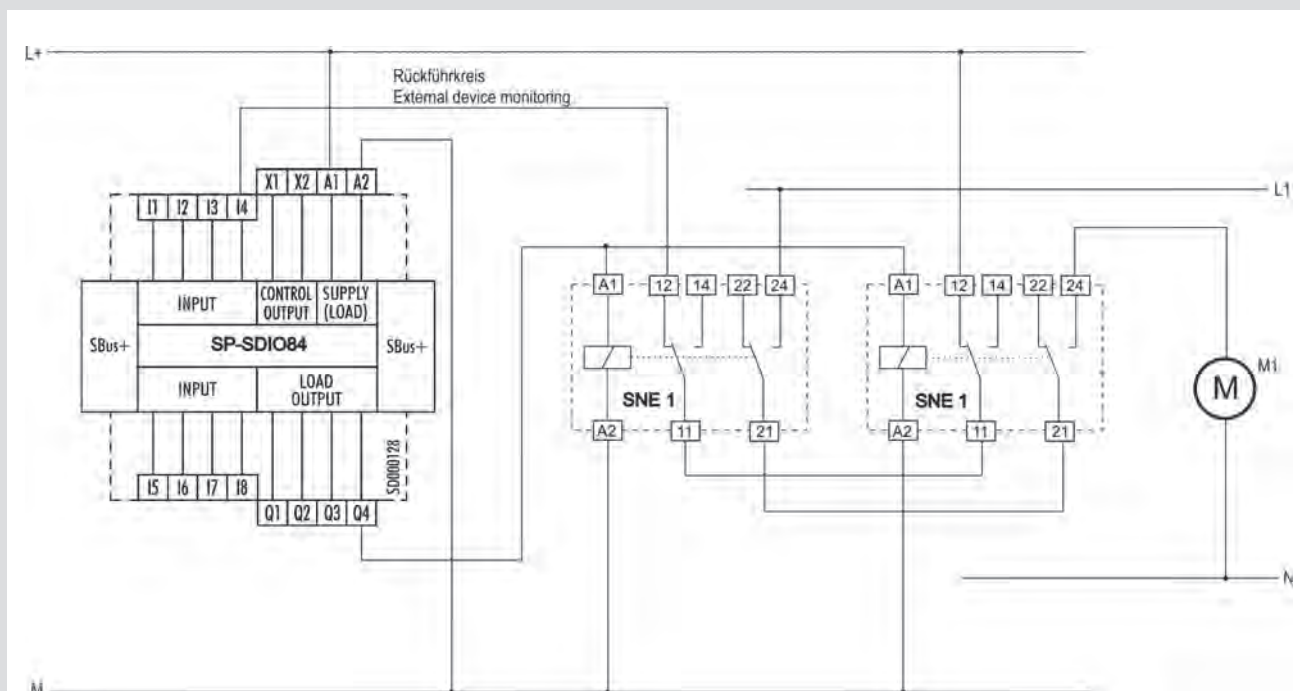 L+
Rückführkreis
External device monitoring
X1 X2 A1 A2
I1 I2 I3 I4
L1
A1 12 14 22 24
A1 12 14 22 24
INPUT
CONTROL OUTPUT
SUPPLY (LOAD)
SBus+
SP-SDIO84
SBus+
INPUT
LOAD OUTPUT
SNE 1
SNE 1
M
M1
A2 11 21
A2 11 21
SD000128
I5 I6 I7 I8
Q1 Q2 Q3 Q4
N
M